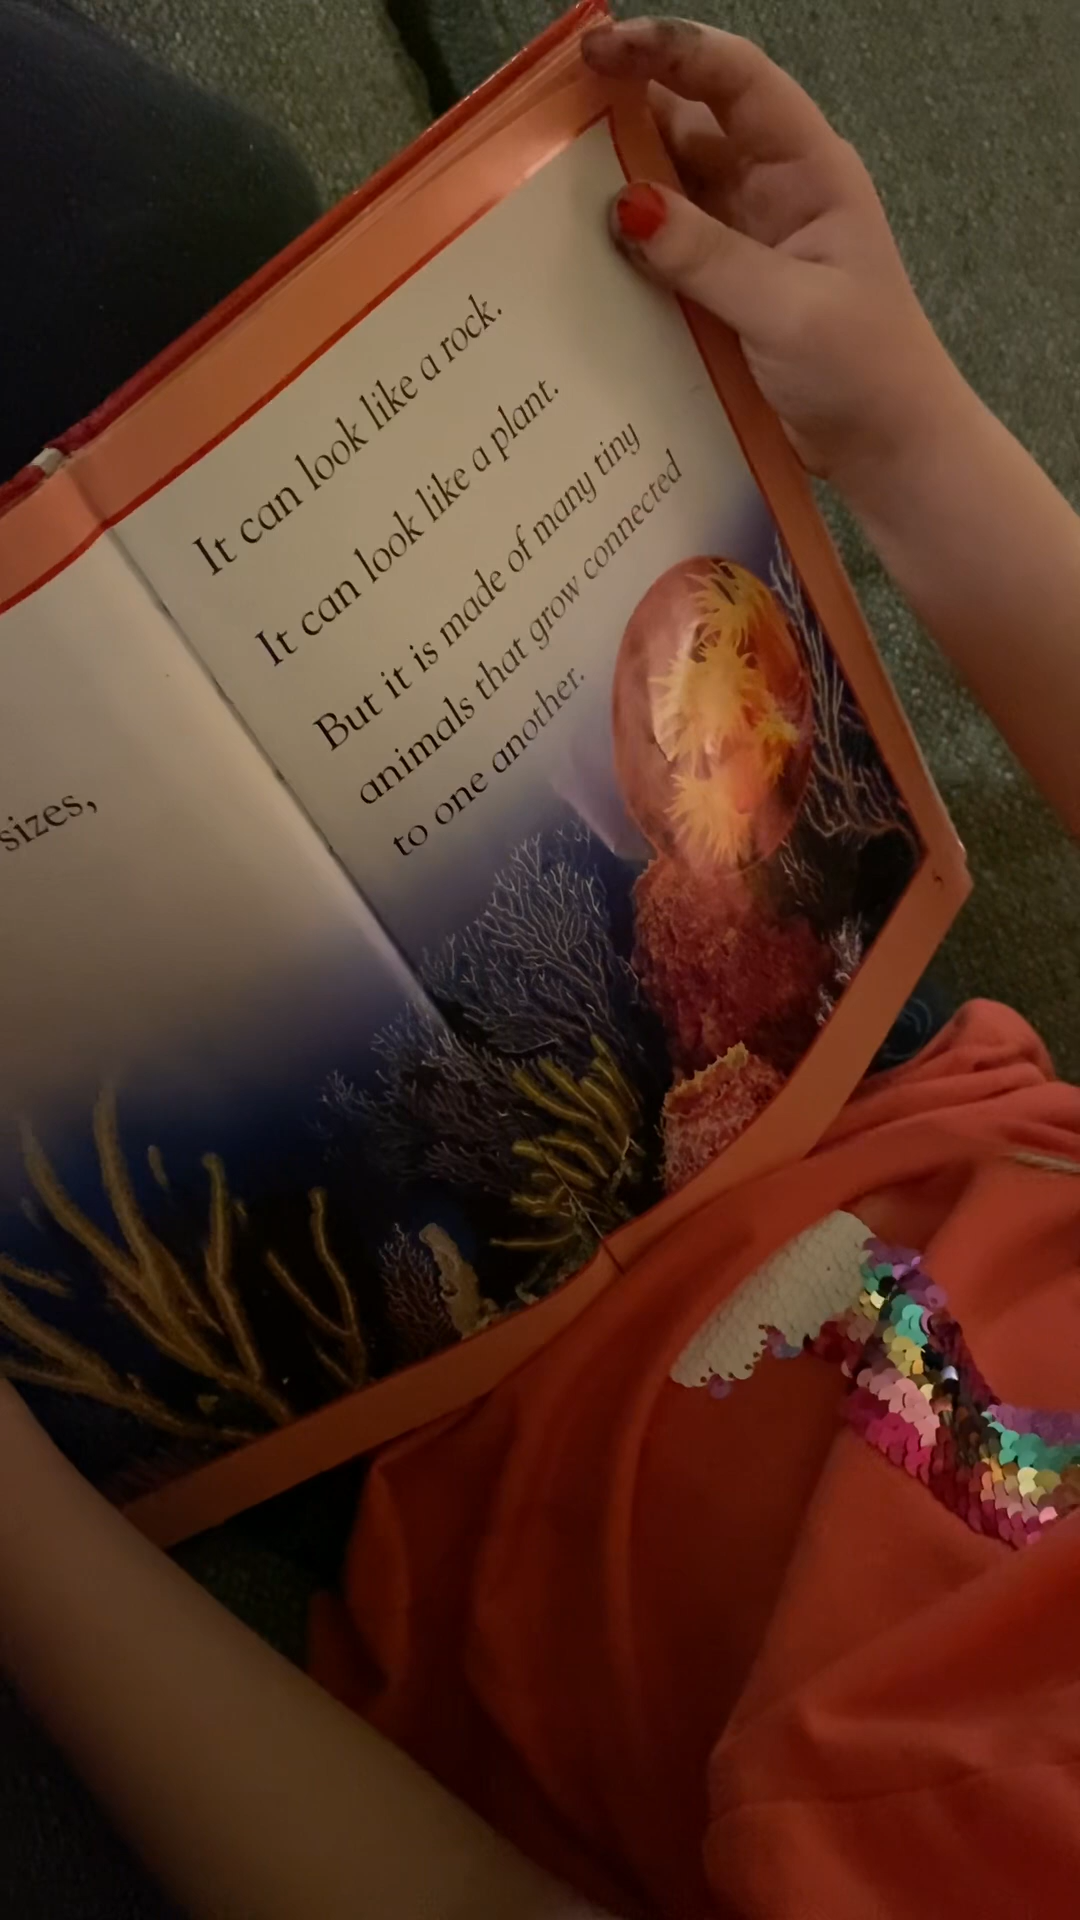 sizes,
It can look like a rock.
It can look like a plant.
But it is made of many tiny
animals that grow connected
to one another.